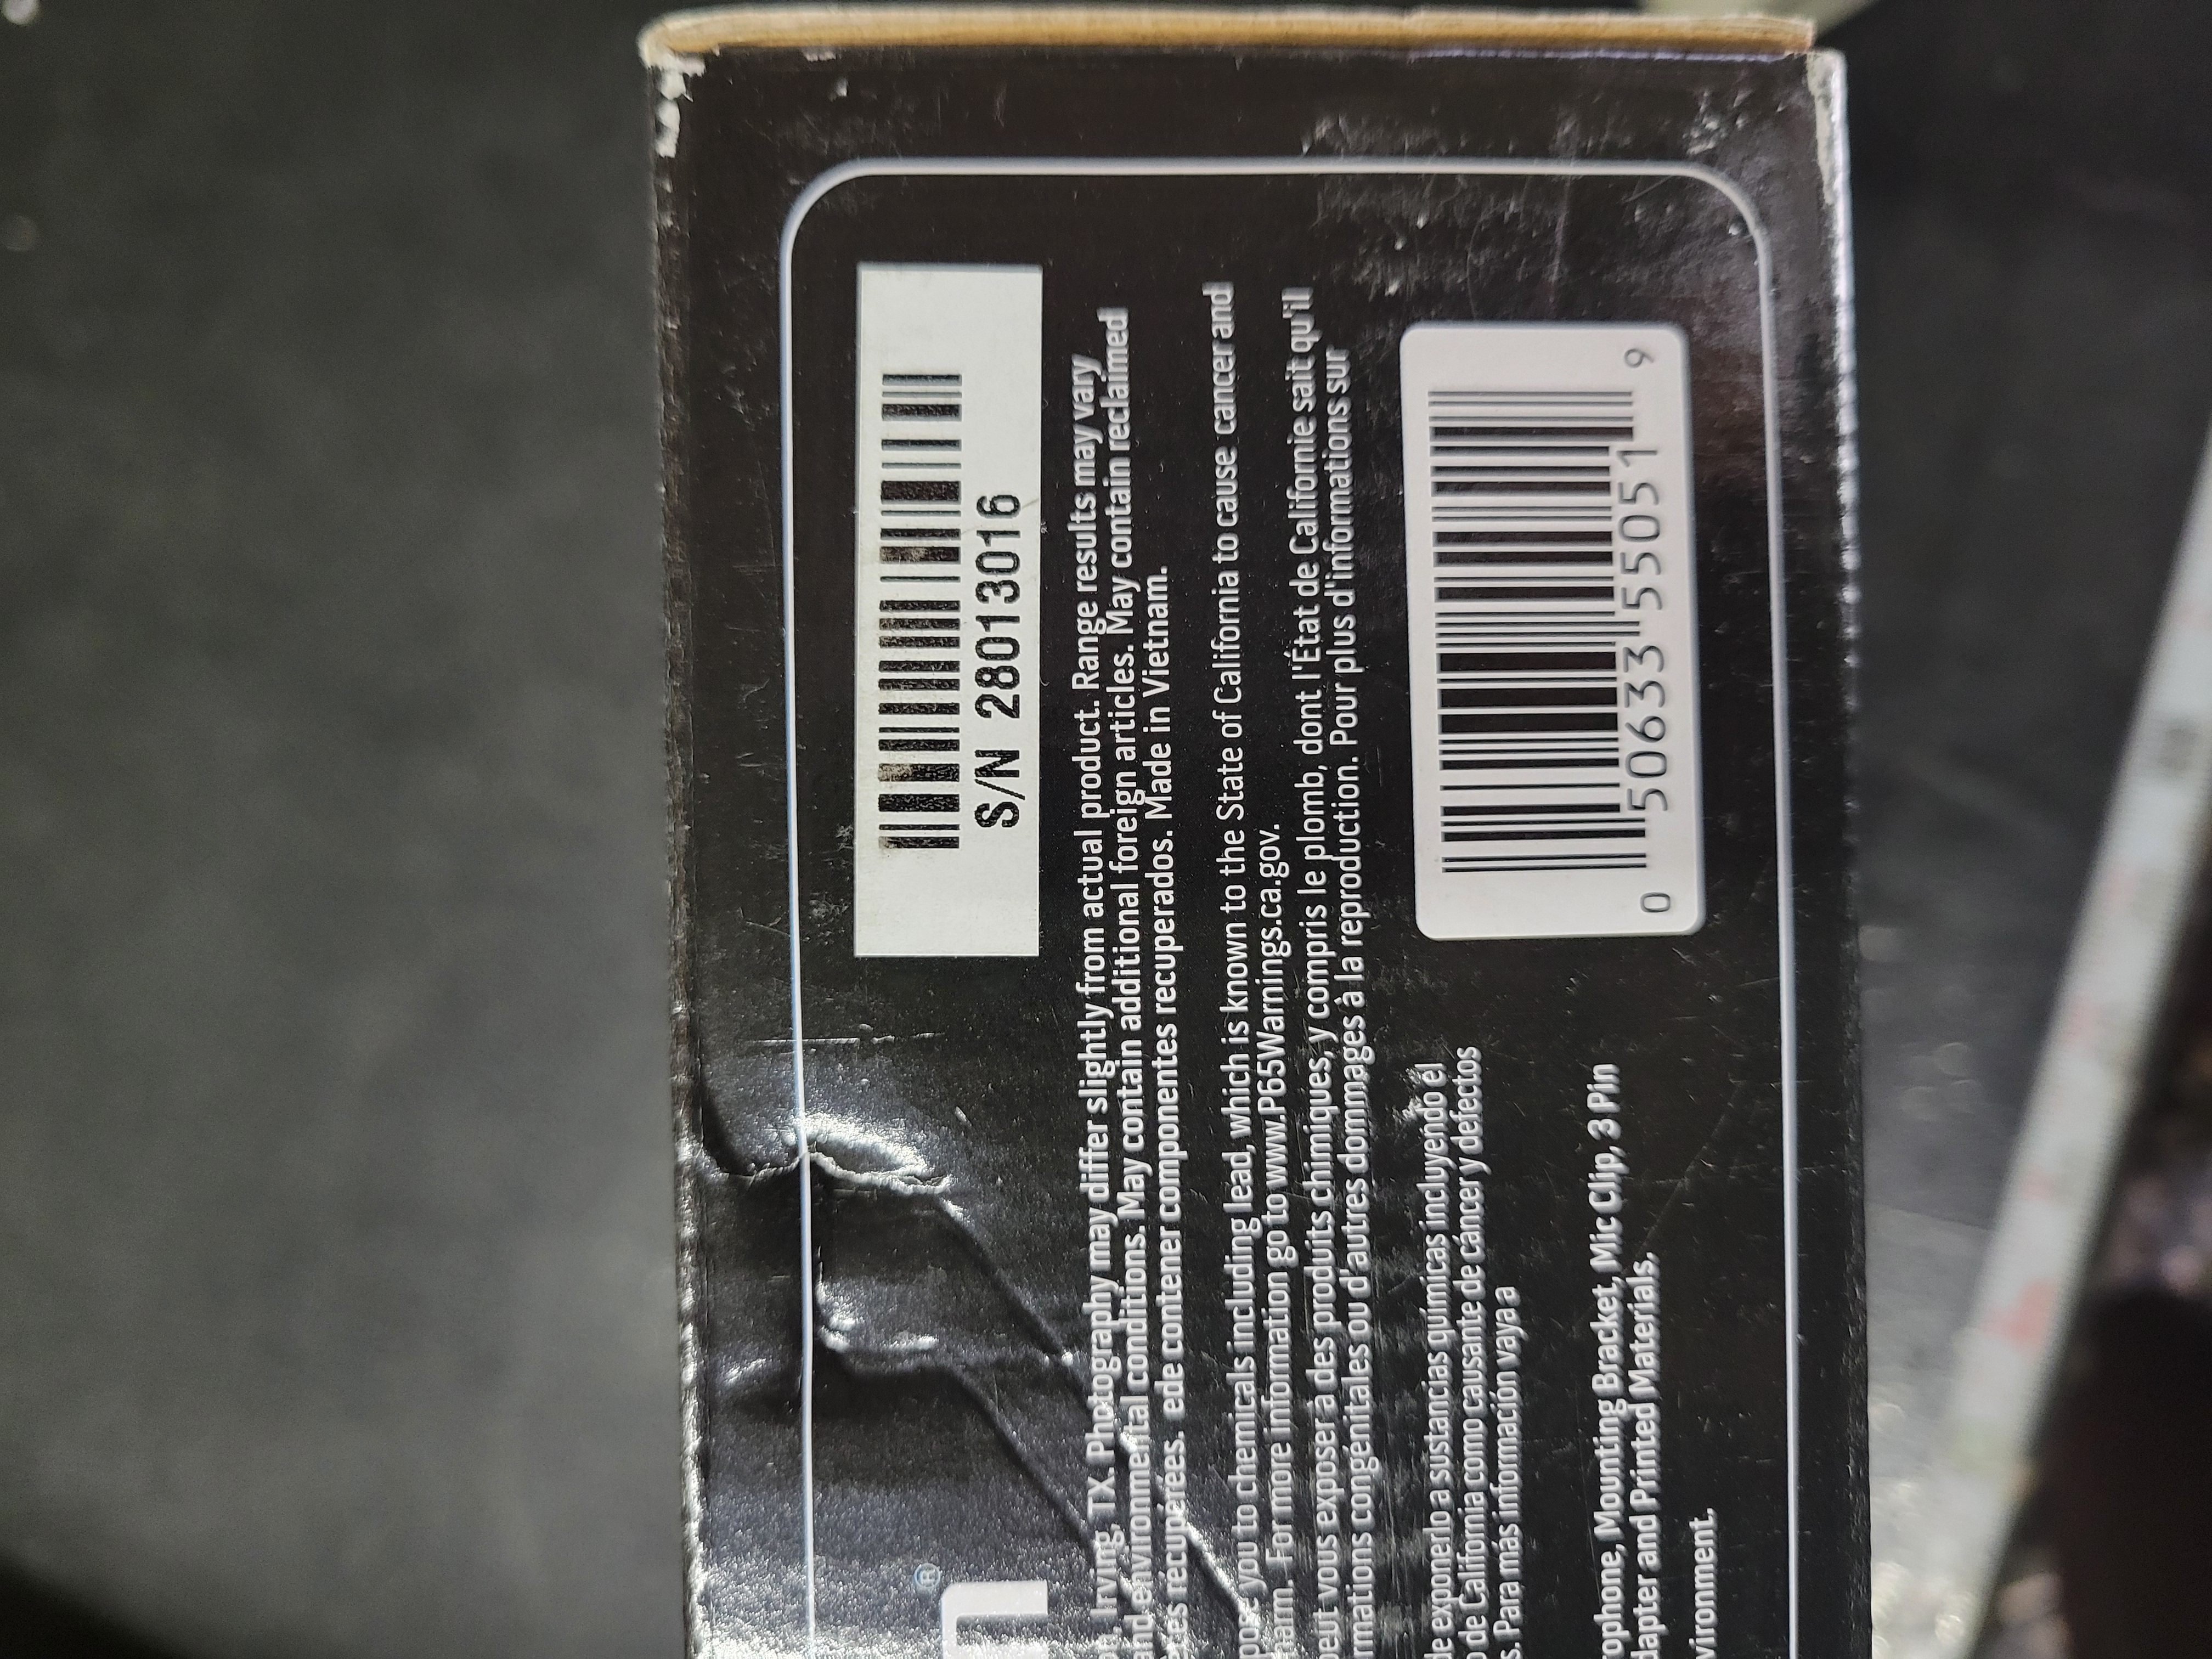 S/N 280133016
Irving, TX. Photography may differ slightly from actual product. Range results may vary
and environmental conditions. May contain additional foreign articles. May contain reclaimed
recupérées. ede contener componentes recuperados. Made in Vietnam.
you to chemicals including lead, which is known to the State of California to cause cancer and
harm. For more information go to www.P65Warnings.ca.gov.
peut vous exposer à des produits chimiques, y compris le plomb, dont l'État de Californie sait qu'il
congénitales ou d'autres dommages à la reproduction. Pour plus d'informations sur
de exponerlo a sustancias químicas incluyendo el
de California como causante de cáncer y defectos
Para más información vaya a
Mounting Bracket, Mic Clip, 3 Pin
and Printed Materials.
n®
0 50633 55051 9